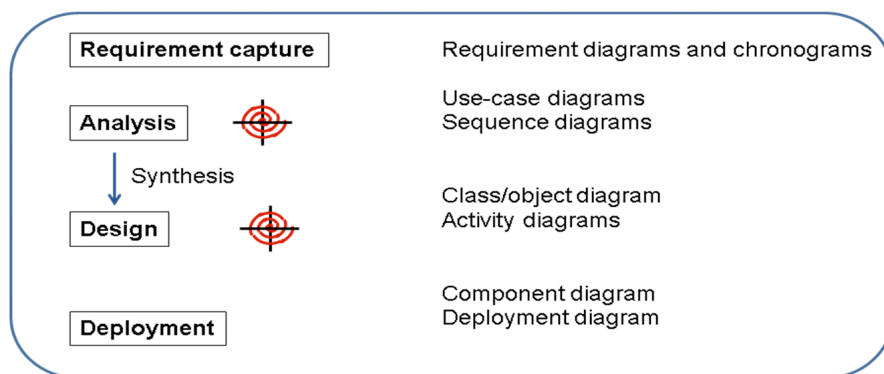 Requirement capture
Requirement diagrams and chronograms
Analysis
Use-case diagrams
Sequence diagrams
Synthesis
Design
Class/object diagram
Activity diagrams
Deployment
Component diagram
Deployment diagram